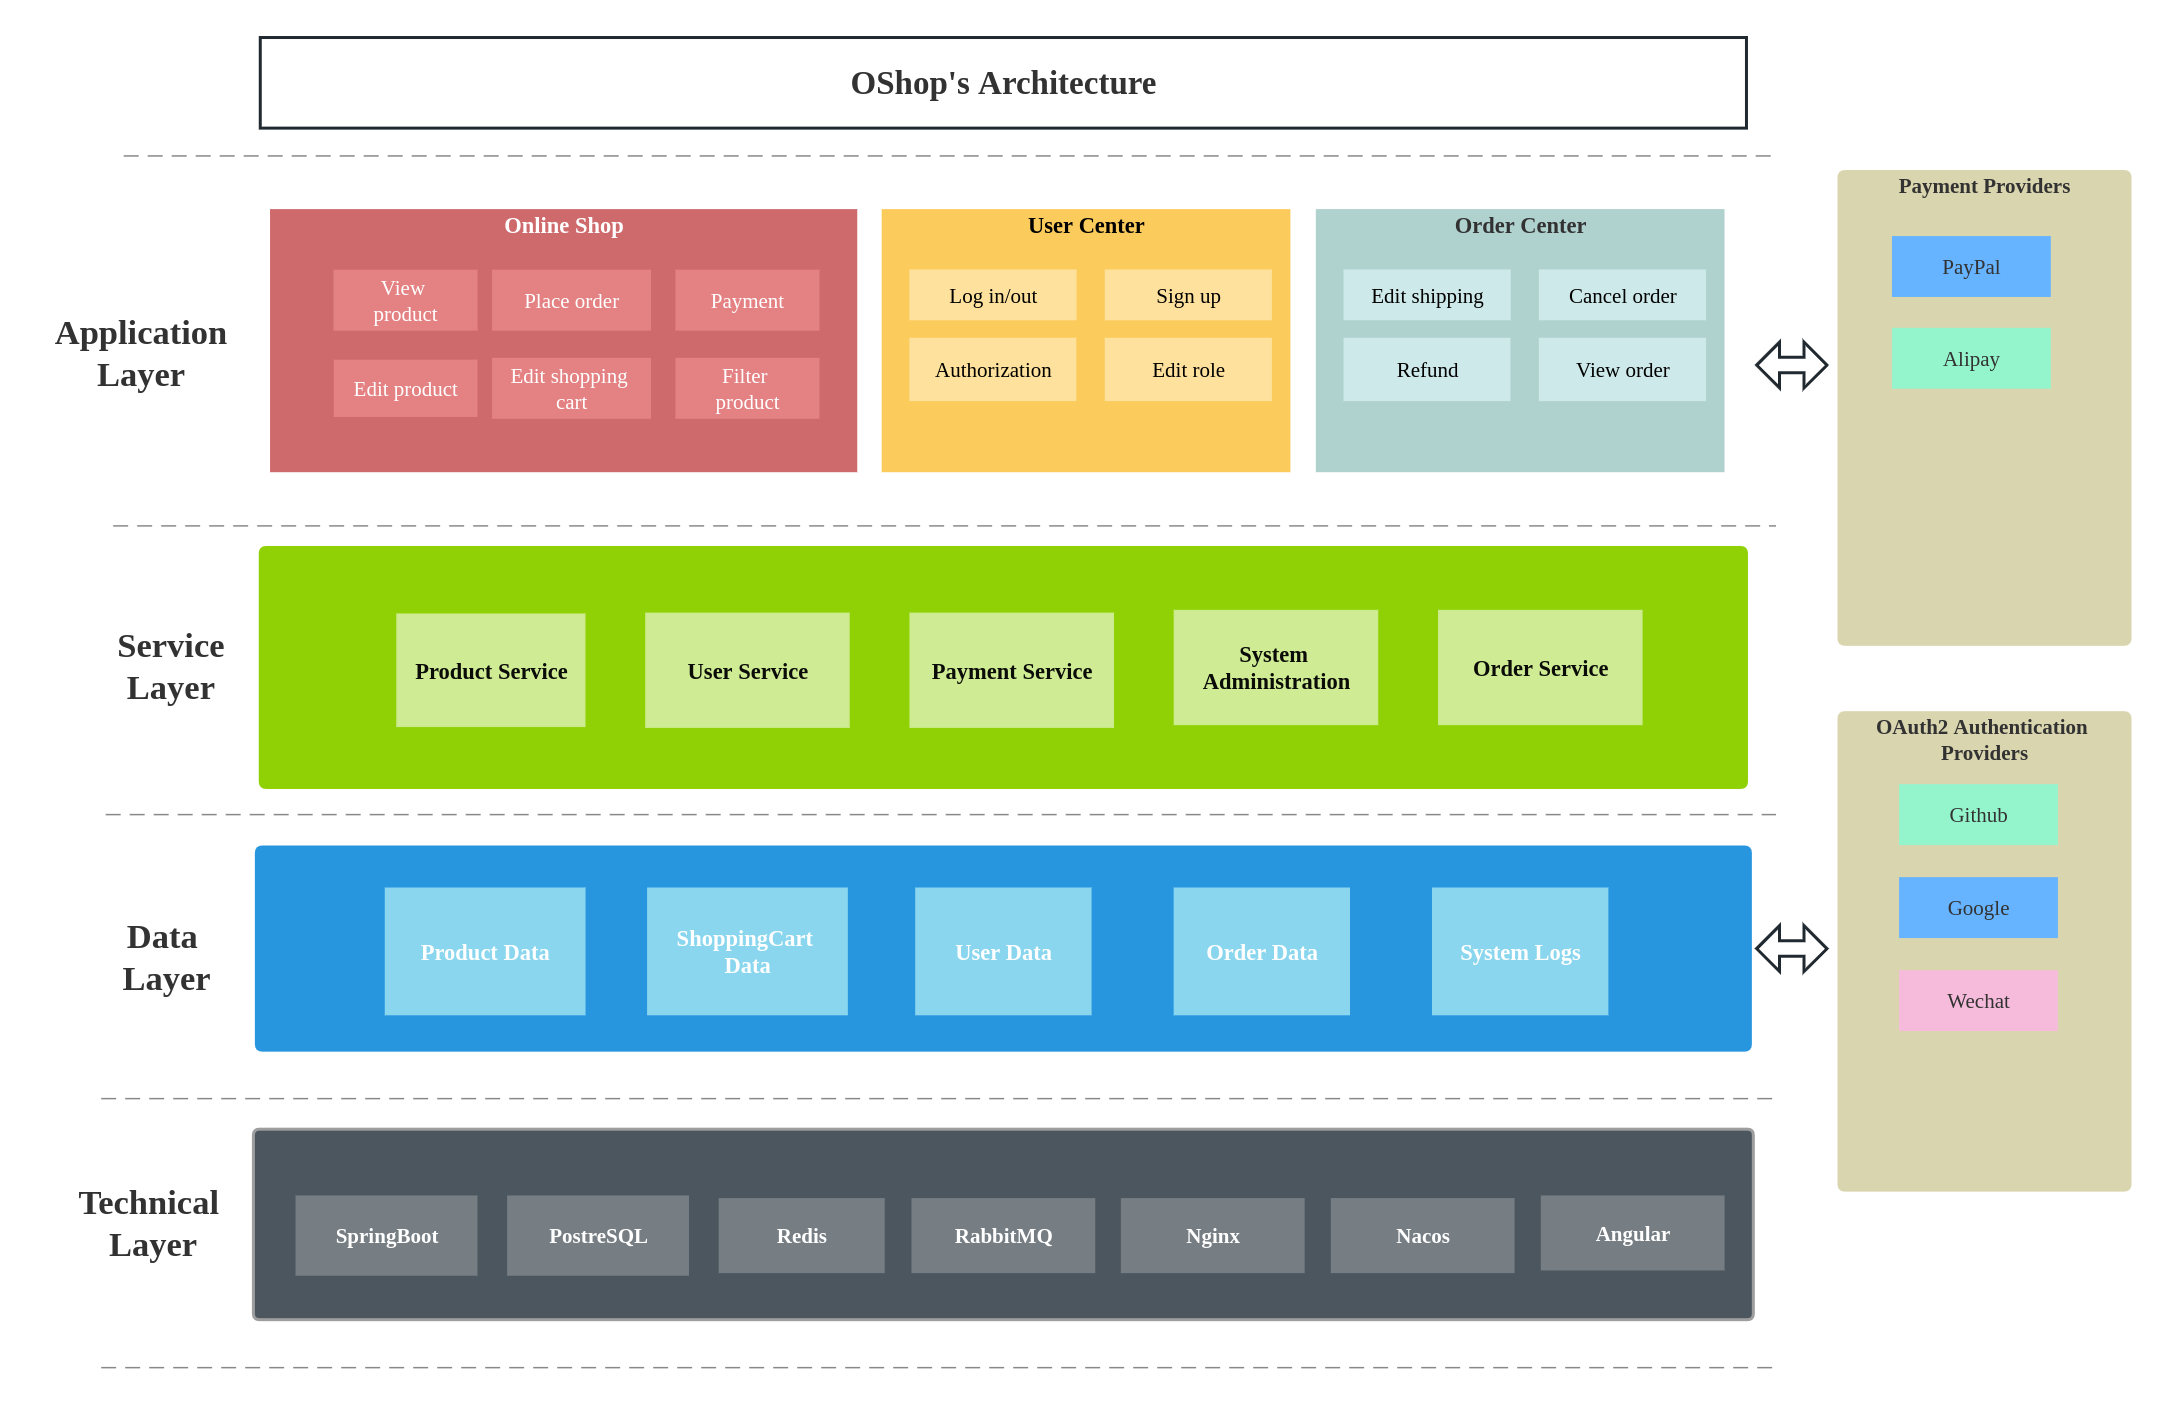 OShop's Architecture
Application
Layer
Online Shop
View
product
Place order
Payment
Edit product
Edit shopping
cart
Filter
product
User Center
Log in/out
Sign up
Authorization
Edit role
Order Center
Edit shipping
Cancel order
Refund
View order
Payment Providers
PayPal
Alipay
Service
Layer
Product Service
User Service
Payment Service
System
Administration
Order Service
Data
Layer
Product Data
ShoppingCart
Data
User Data
Order Data
System Logs
OAuth2 Authentication
Providers
Github
Google
Wechat
Technical
Layer
SpringBoot
PostreSQL
Redis
RabbitMQ
Nginx
Nacos
Angular